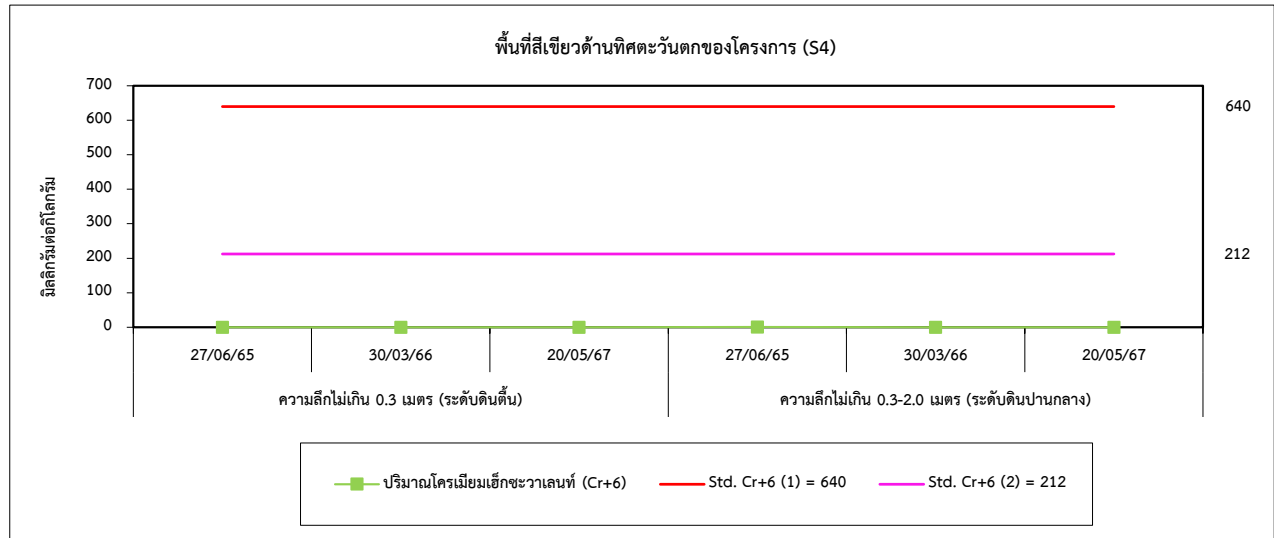 พื้นที่สีเขียวด้านทิศตะวันตกของโครงการ (S4)
มิลลิกรัมต่อกิโลกรัม
700
600
500
400
300
200
100
0
640
212
27/06/65 30/03/66 20/05/67 27/06/65 30/03/66 20/05/67
ความลึกไม่เกิน 0.3 เมตร (ระดับดินตื้น) ความลึกไม่เกิน 0.3-2.0 เมตร (ระดับดินปานกลาง)
ปริมาณโครเมียมเฮ็กซะวาเลนท์ (Cr+6) Std. Cr+6 (1) = 640 Std. Cr+6 (2) = 212